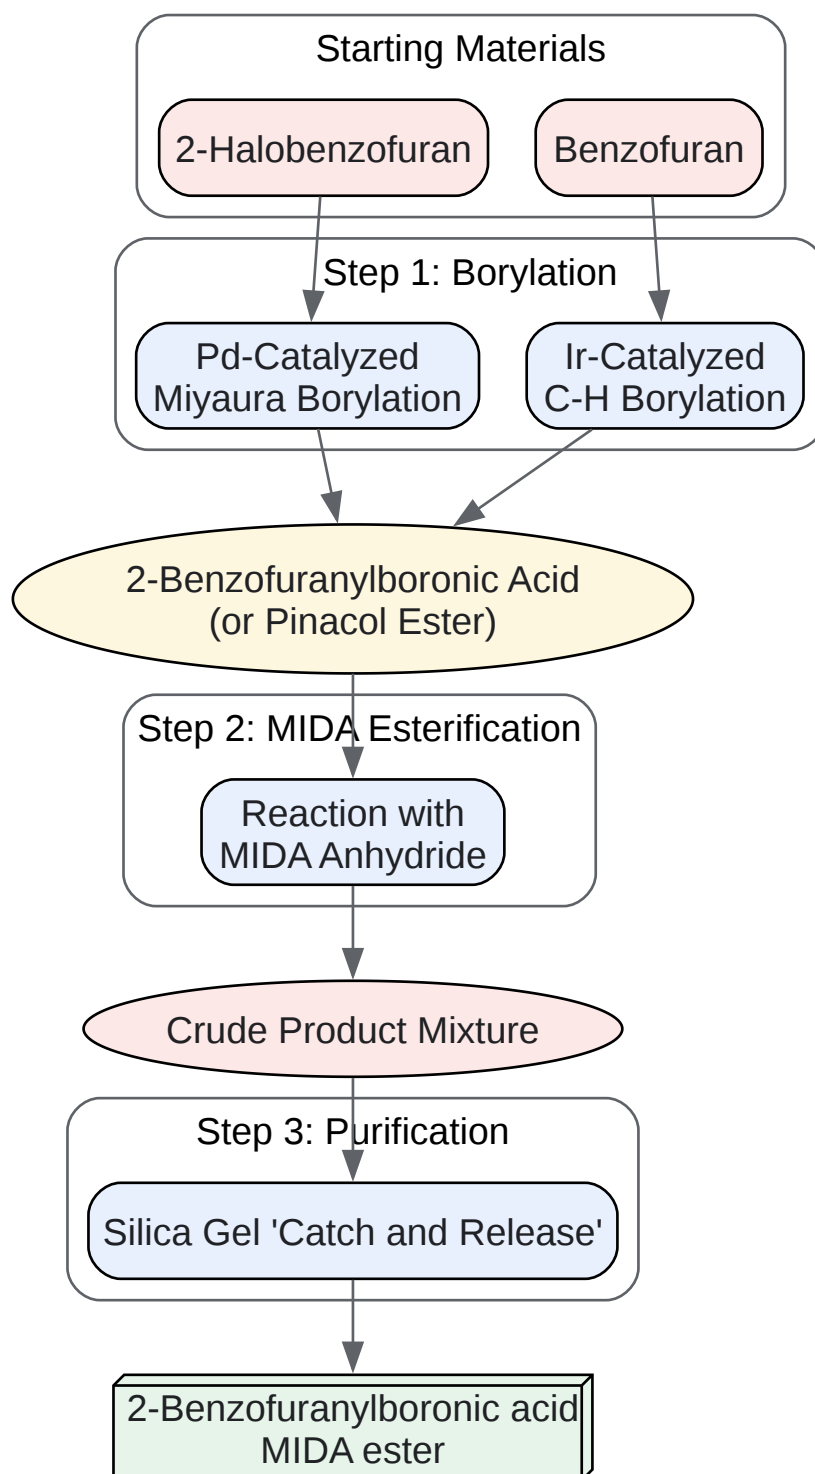 Starting Materials
2-Halobenzofuran
Benzofuran
Step 1: Borylation
Pd-Catalyzed
Miyaura Borylation
Ir-Catalyzed
C-H Borylation
2-Benzofuranylboronic Acid
(or Pinacol Ester)
Step 2: MIDA Esterification
Reaction with
MIDA Anhydride
Crude Product Mixture
Step 3: Purification
Silica Gel 'Catch and Release'
2-Benzofuranylboronic acid
MIDA ester